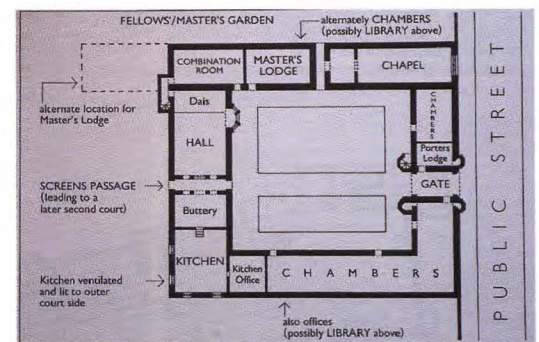 FELLOWS'/MASTER'S GARDEN
alternately CHAMBERS
(possibly LIBRARY above)
COMBINATION
ROOM
MASTER'S
LODGE
CHAPEL
alternate location for
Master's Lodge
Dais
HALL
CHAMBERS
Porters
Lodge
GATE
PUBLIC STREET
SCREENS PASSAGE
(leading to a
later second court)
Buttery
KITCHEN
Kitchen
Office
CHAMBERS
Kitchen ventilated
and lit to outer
court side
also offices
(possibly LIBRARY above)